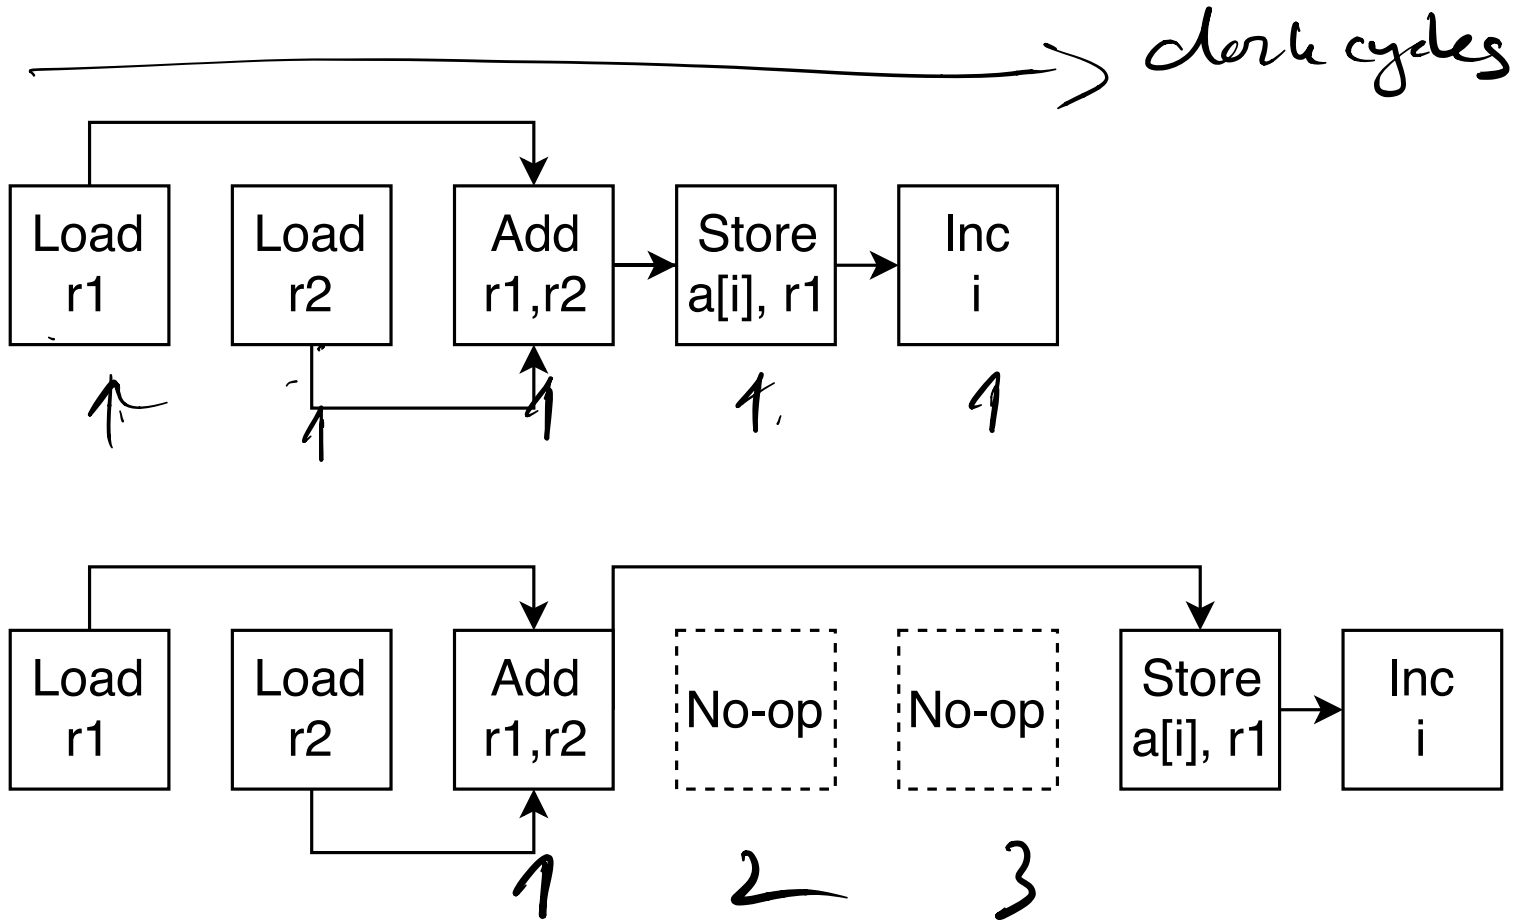 clock cycles
Load Load Add Store Inc
r1 r2 r1,r2 a[i], r1 i
1 1 1 1 1
Load Load Add No-op No-op Store Inc
r1 r2 r1,r2 a[i], r1 i
1 2 3